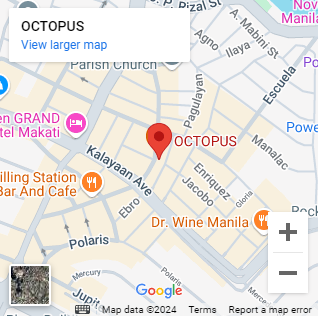 OCTOPUS
View larger map
P. Rizal St
Nov
Manila
Agno
Ilaya
A. Mabini St
Parish Church
Escuela
Pagulayan
en GRAND
tel Makati
OCTOPUS
Powe
Manalac
Kalayaan Ave
Enriquez
illing Station
Bar And Cafe
Jacobo
Gloria
Ebro
Dr. Wine Manila
Polaris
Mercury
Mercury
Jupit
Google
Map data ©2024
Terms
Report a map error